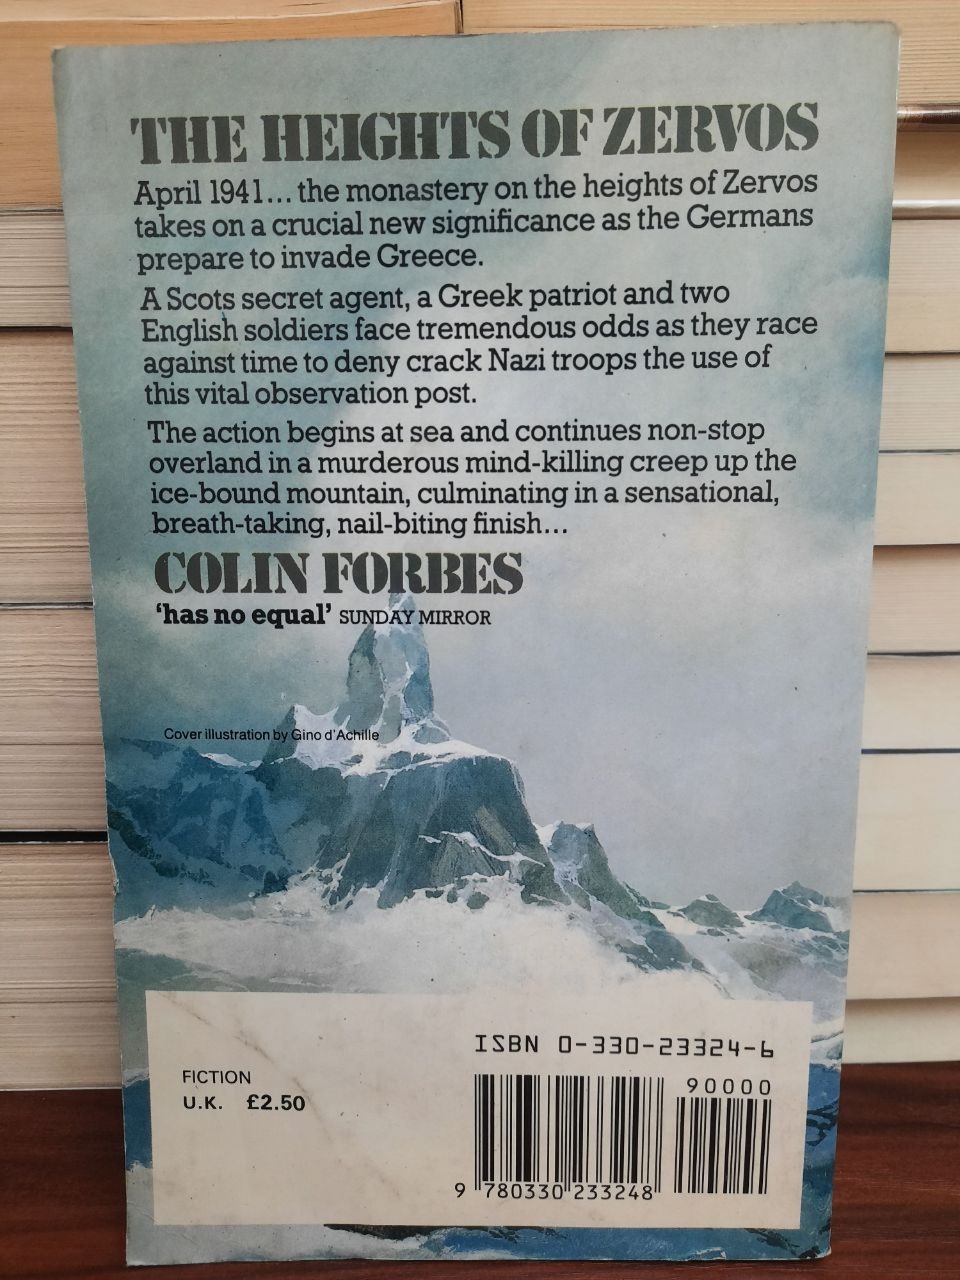 THE HEIGHTS OF ZERVOS
April 1941... the monastery on the heights of Zervos
takes on a crucial new significance as the Germans
prepare to invade Greece.
A Scots secret agent, a Greek patriot and two
English soldiers face tremendous odds as they race
against time to deny crack Nazi troops the use of
this vital observation post.
The action begins at sea and continues non-stop
overland in a murderous mind-killing creep up the
ice-bound mountain, culminating in a sensational,
breath-taking, nail-biting finish...
COLIN FORBES
‘has no equal’ SUNDAY MIRROR
Cover illustration by Gino d'Achille
FICTION
U.K. £2.50
ISBN 0-330-23324-6
90000
9 780330 233248